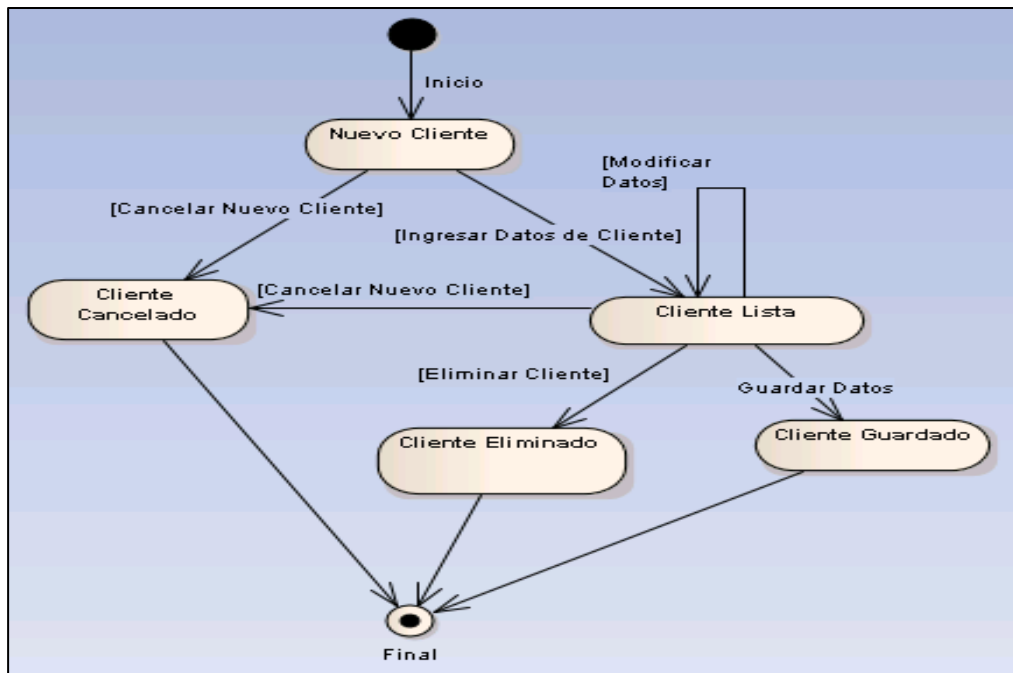 Inicio
Nuevo Cliente
[Modificar
Datos]
[Cancelar Nuevo Cliente]
[Ingresar Datos de Cliente]
Cliente
Cancelado
[Cancelar Nuevo Cliente]
Cliente Lista
[Eliminar Cliente]
Guardar Datos
Cliente Eliminado
Cliente Guardado
Final